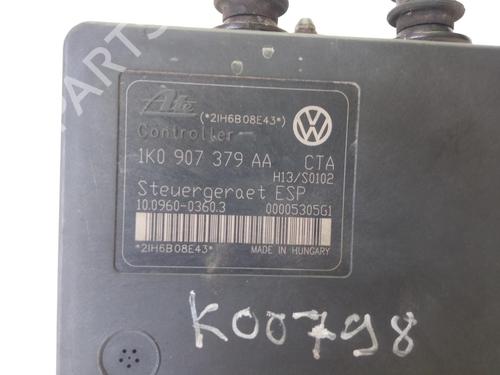 Ate (*2IH6B08E43*)
Controller
1K0 907 379 AA CTA
H13/S0102
Steuergeraet ESP
10.0960-0360.3 00005305G1
*2IH6B08E43* MADE IN HUNGARY
K00798